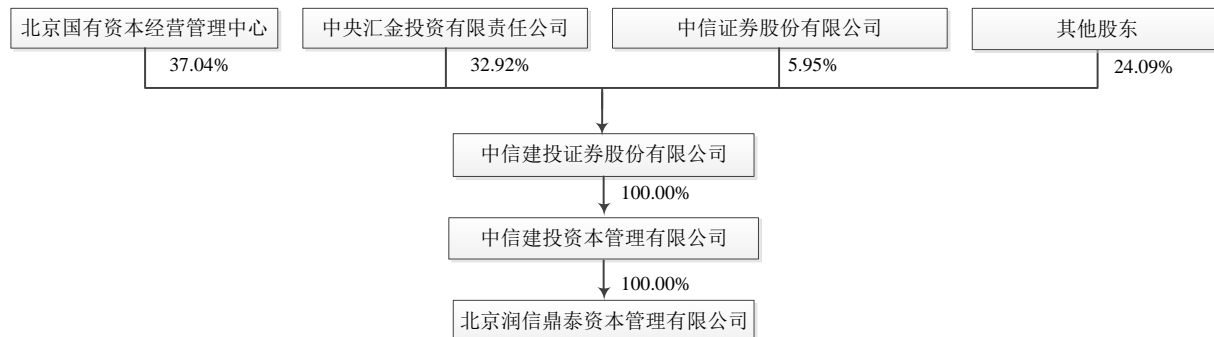 北京国有资本经营管理中心
中央汇金投资有限责任公司
中信证券股份有限公司
其他股东
37.04%
32.92%
5.95%
24.09%
中信建投证券股份有限公司
100.00%
中信建投资本管理有限公司
100.00%
北京润信鼎泰资本管理有限公司